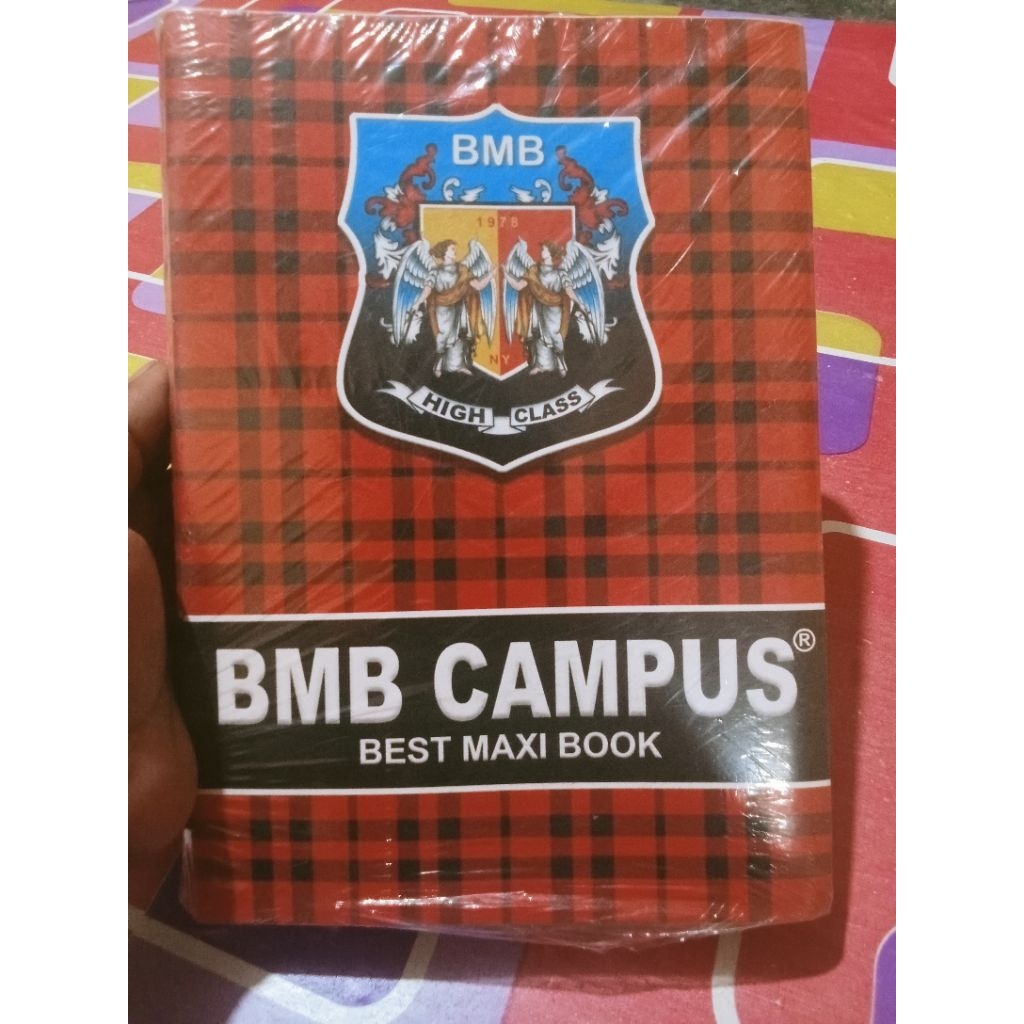 BMB
1978
NY
HIGH CLASS
BMB CAMPUS®
BEST MAXI BOOK